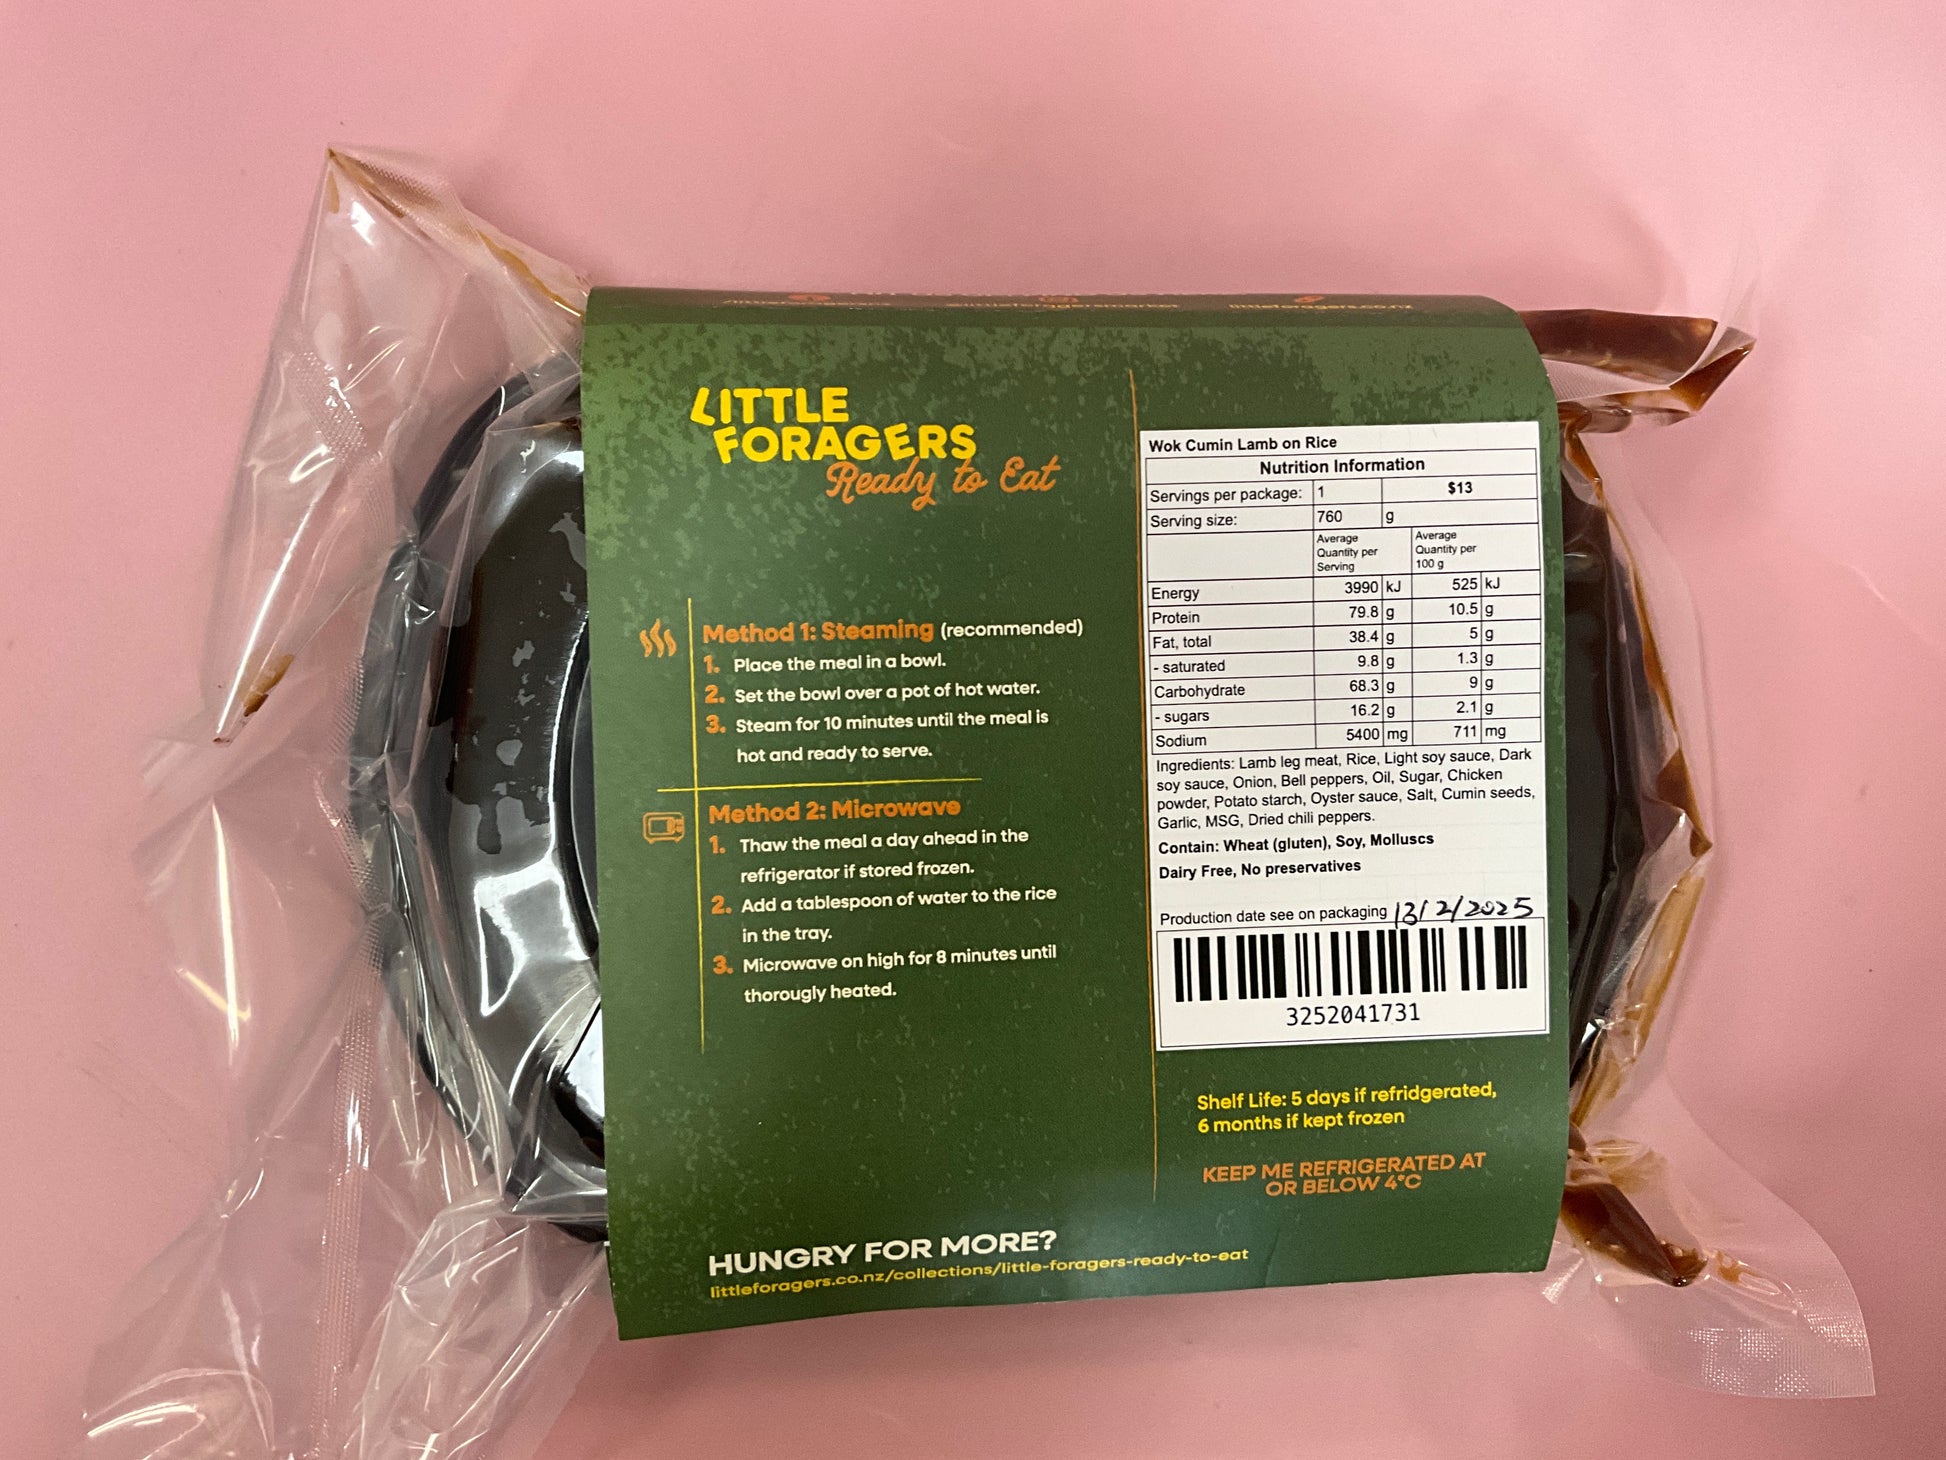 littleforagers.co.nz
LITTLE
FORAGERS
Ready to Eat
Method 1: Steaming (recommended)
1. Place the meal in a bowl.
2. Set the bowl over a pot of hot water.
3. Steam for 10 minutes until the meal is
hot and ready to serve.
Method 2: Microwave
1. Thaw the meal a day ahead in the
refrigerator if stored frozen.
2. Add a tablespoon of water to the rice
in the tray.
3. Microwave on high for 8 minutes until
thorougly heated.
Wok Cumin Lamb on Rice
Nutrition Information
Servings per package: 1 $13
Serving size: 760 g
Average Quantity per Serving Average Quantity per 100 g
Energy 3990 kJ 525 kJ
Protein 79.8 g 10.5 g
Fat, total 38.4 g 5 g
- saturated 9.8 g 1.3 g
Carbohydrate 68.3 g 9 g
- sugars 16.2 g 2.1 g
Sodium 5400 mg 711 mg
Ingredients: Lamb leg meat, Rice, Light soy sauce, Dark
soy sauce, Onion, Bell peppers, Oil, Sugar, Chicken
powder, Potato starch, Oyster sauce, Salt, Cumin seeds,
Garlic, MSG, Dried chili peppers.
Contain: Wheat (gluten), Soy, Molluscs
Dairy Free, No preservatives
Production date see on packaging 13/2/2025
3252041731
Shelf Life: 5 days if refridgerated,
6 months if kept frozen
KEEP ME REFRIGERATED AT
OR BELOW 4°C
HUNGRY FOR MORE?
littleforagers.co.nz/collections/little-foragers-ready-to-eat